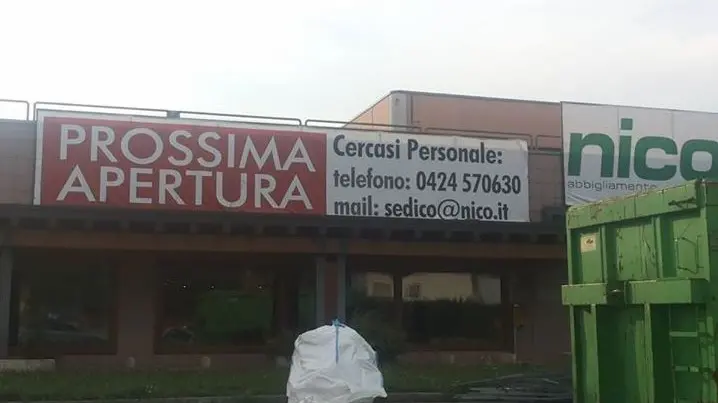 PROSSIMA
APERTURA
Cercasi Personale:
telefono: 0424 570630
mail: sedico@nico.it
nico
abbigliamento